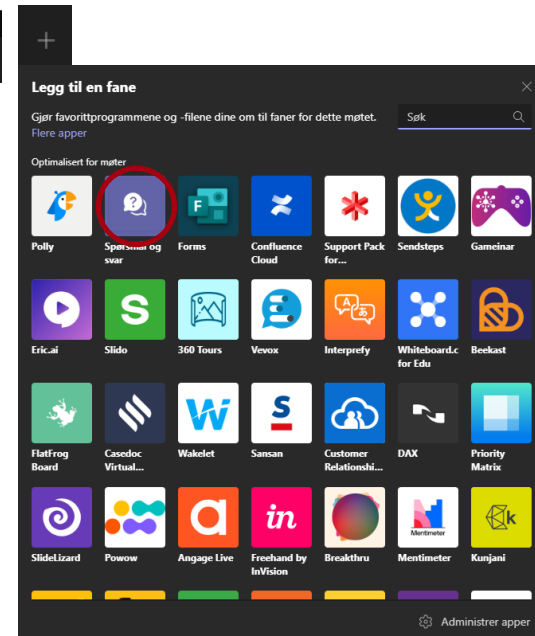 Legg til en fane
Gjør favorittprogrammene og -filene dine om til faner for dette møtet.
Flere apper
Søk
Optimalisert for møter
Polly
Spørsmål og
svar
Forms
Confluence
Cloud
Support Pack
for...
Sendsteps
Gameinar
Eric.ai
Slido
360 Tours
Vevox
Interprefy
Whiteboard.c
for Edu
Beekast
FlatFrog
Board
Casedoc
Virtual...
Wakelet
Sansan
Customer
Relationshi...
DAX
Priority
Matrix
Mentimeter
SlideLizard
Powow
Angage Live
Freehand by
InVision
Breakthru
Mentimeter
Kunjani
Administrer apper